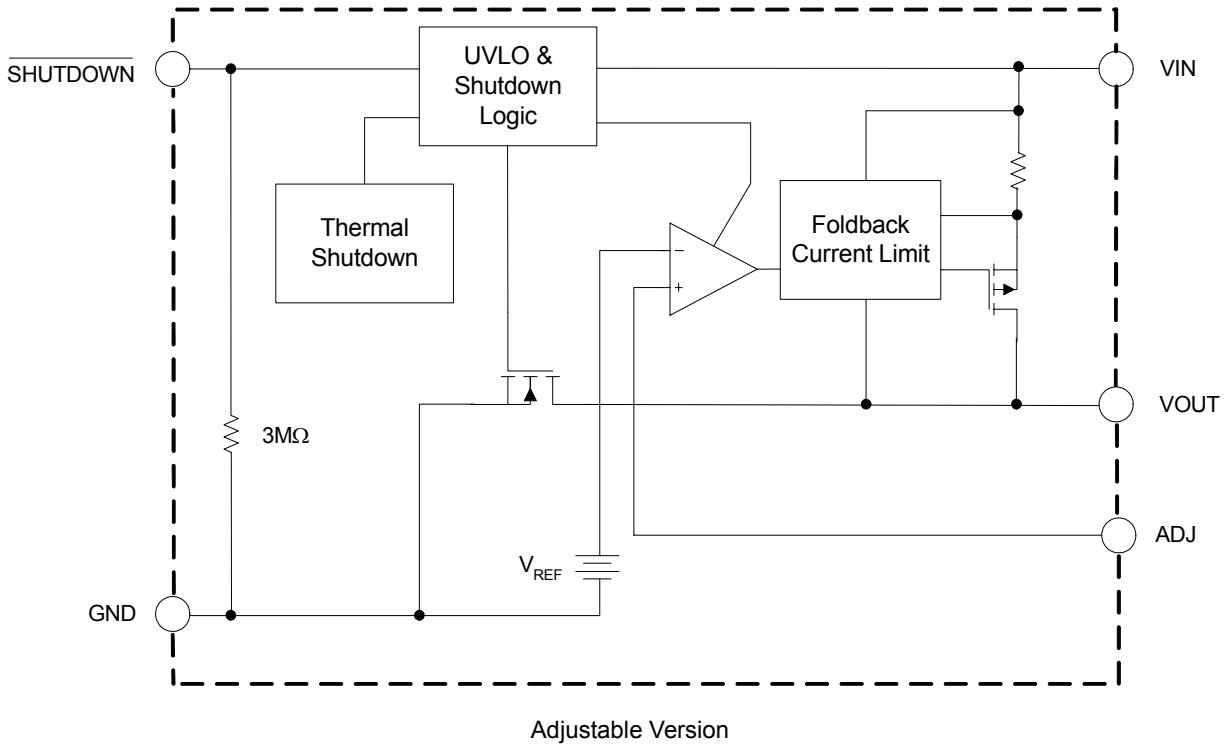 SHUTDOWN
UVLO &
Shutdown
Logic
VIN
Thermal
Shutdown
Foldback
Current Limit
−
+
VOUT
3MΩ
ADJ
VREF
GND
Adjustable Version